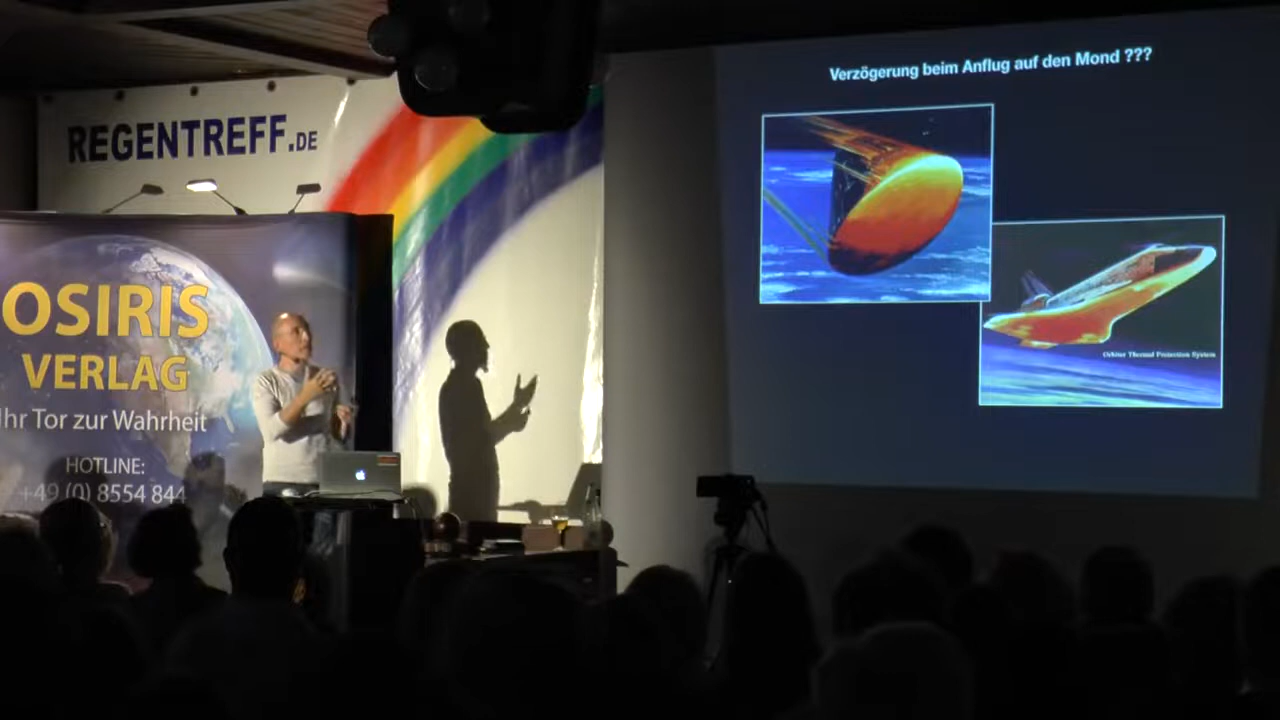 REGENTREFF.DE
OSIRIS
VERLAG
Ihr Tor zur Wahrheit
HOTLINE:
+49 (0) 8554 844
Verzögerung beim Anflug auf den Mond ???
Orbiter Thermal Protection System